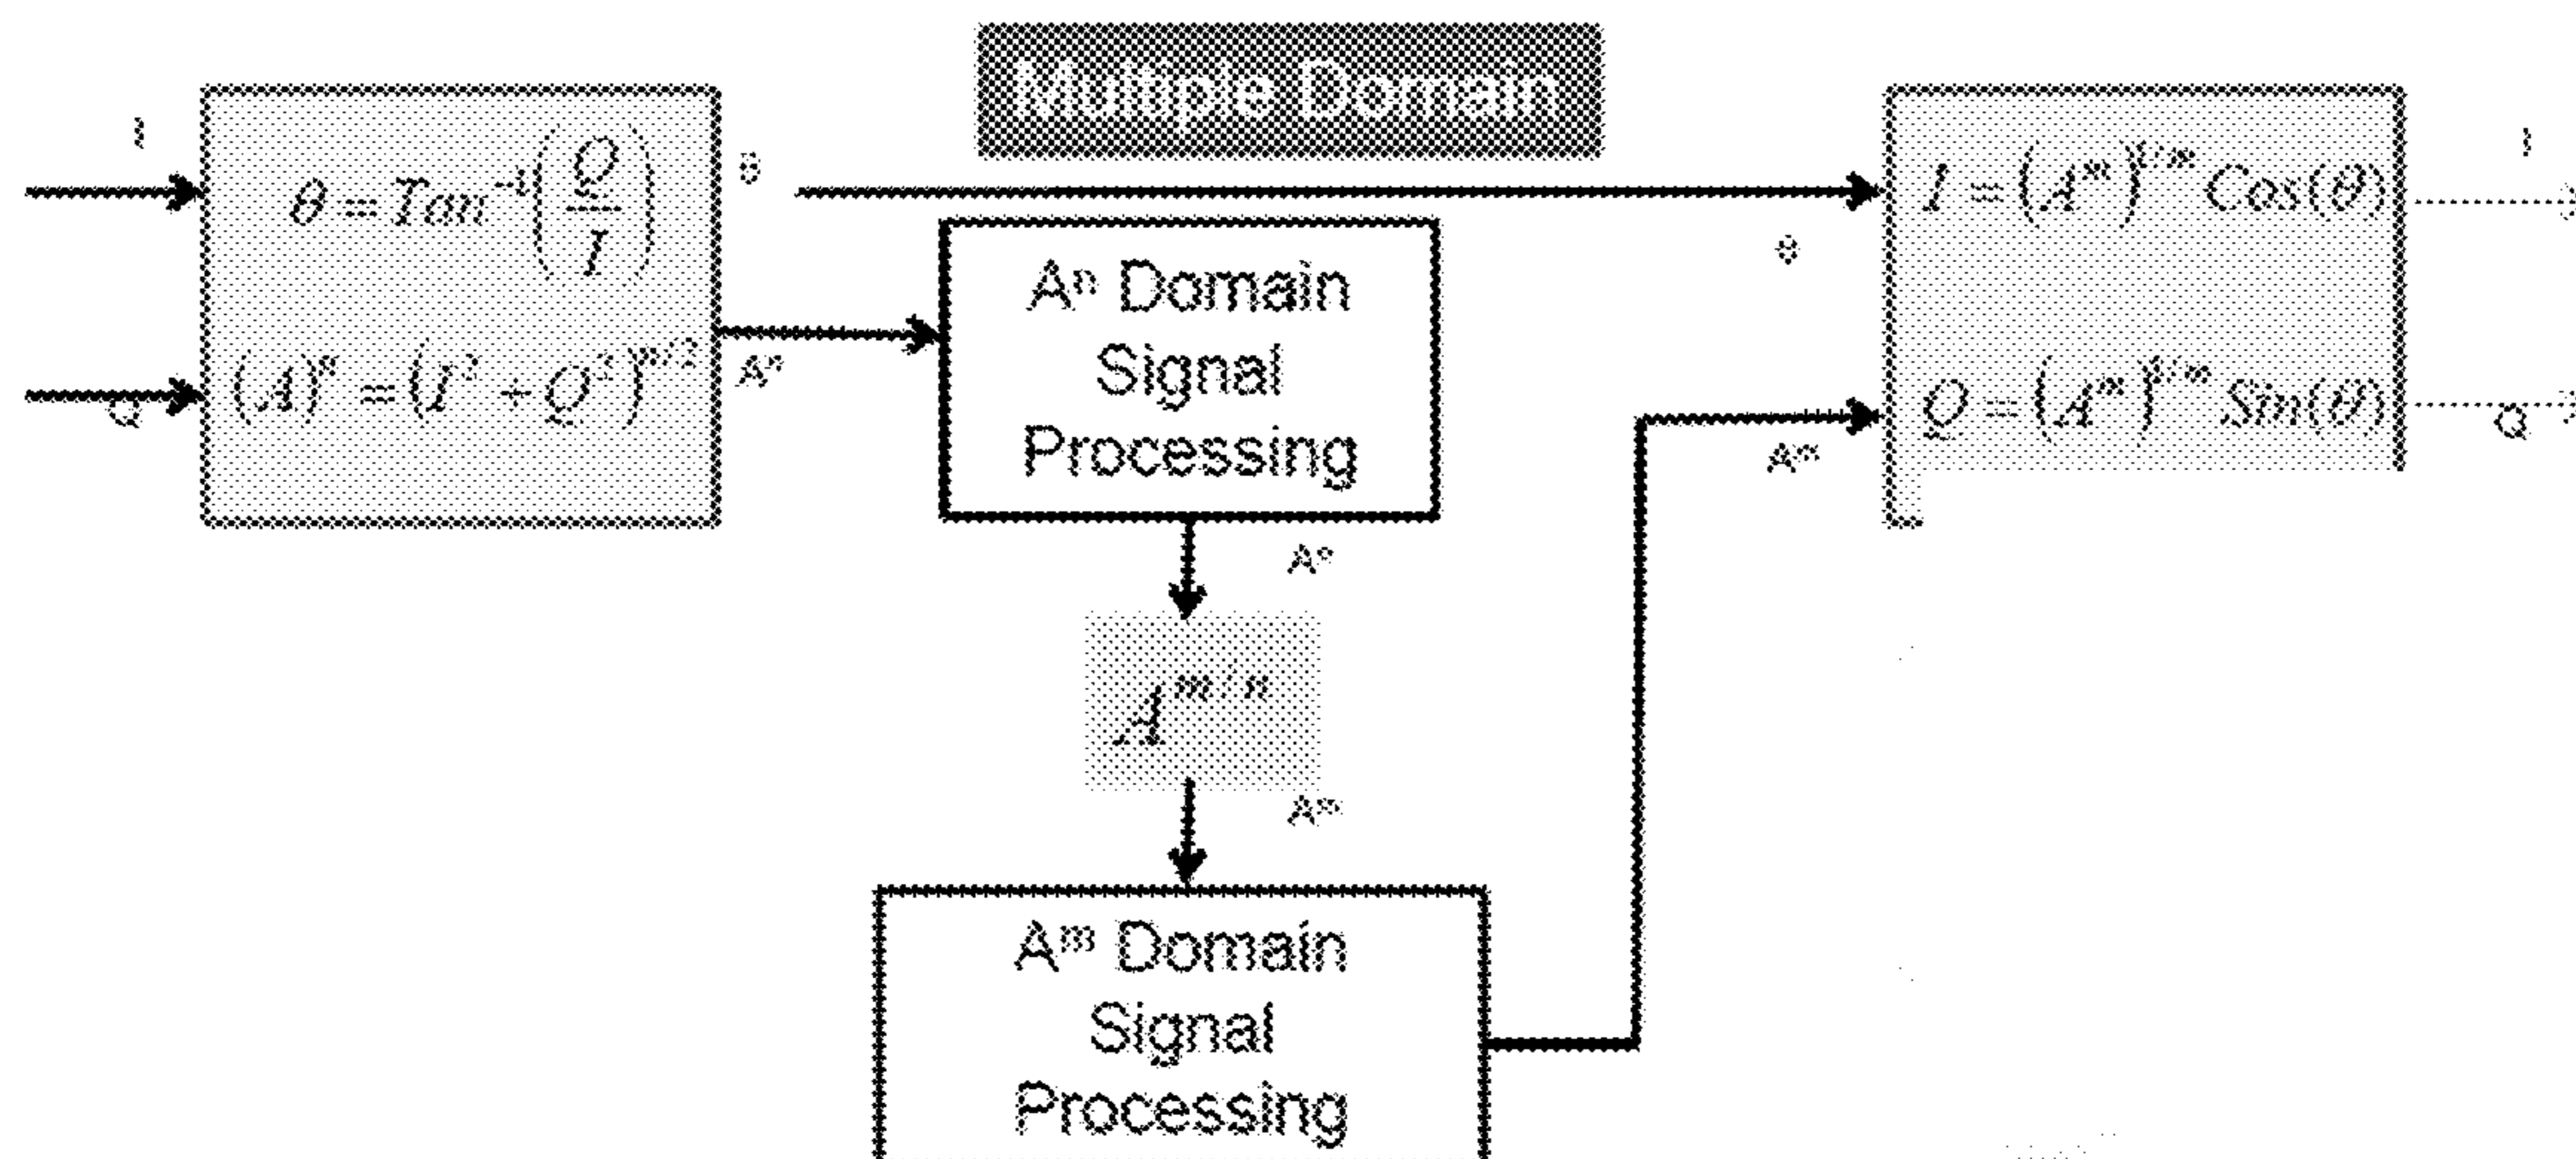 Multiple Domain
I
θ = Tan⁻¹(Q/I)
θ
I = (Aᵐ)¹/ᵐ Cos(θ)
I
θ
Aⁿ Domain
Signal
Processing
Q
(A)ⁿ = (I² + Q²)ⁿ/²
Aⁿ
Q = (Aᵐ)¹/ᵐ Sin(θ)
Q
Aᵐ
Aⁿ
Aᵐ/ⁿ
Aᵐ
Aᵐ Domain
Signal
Processing